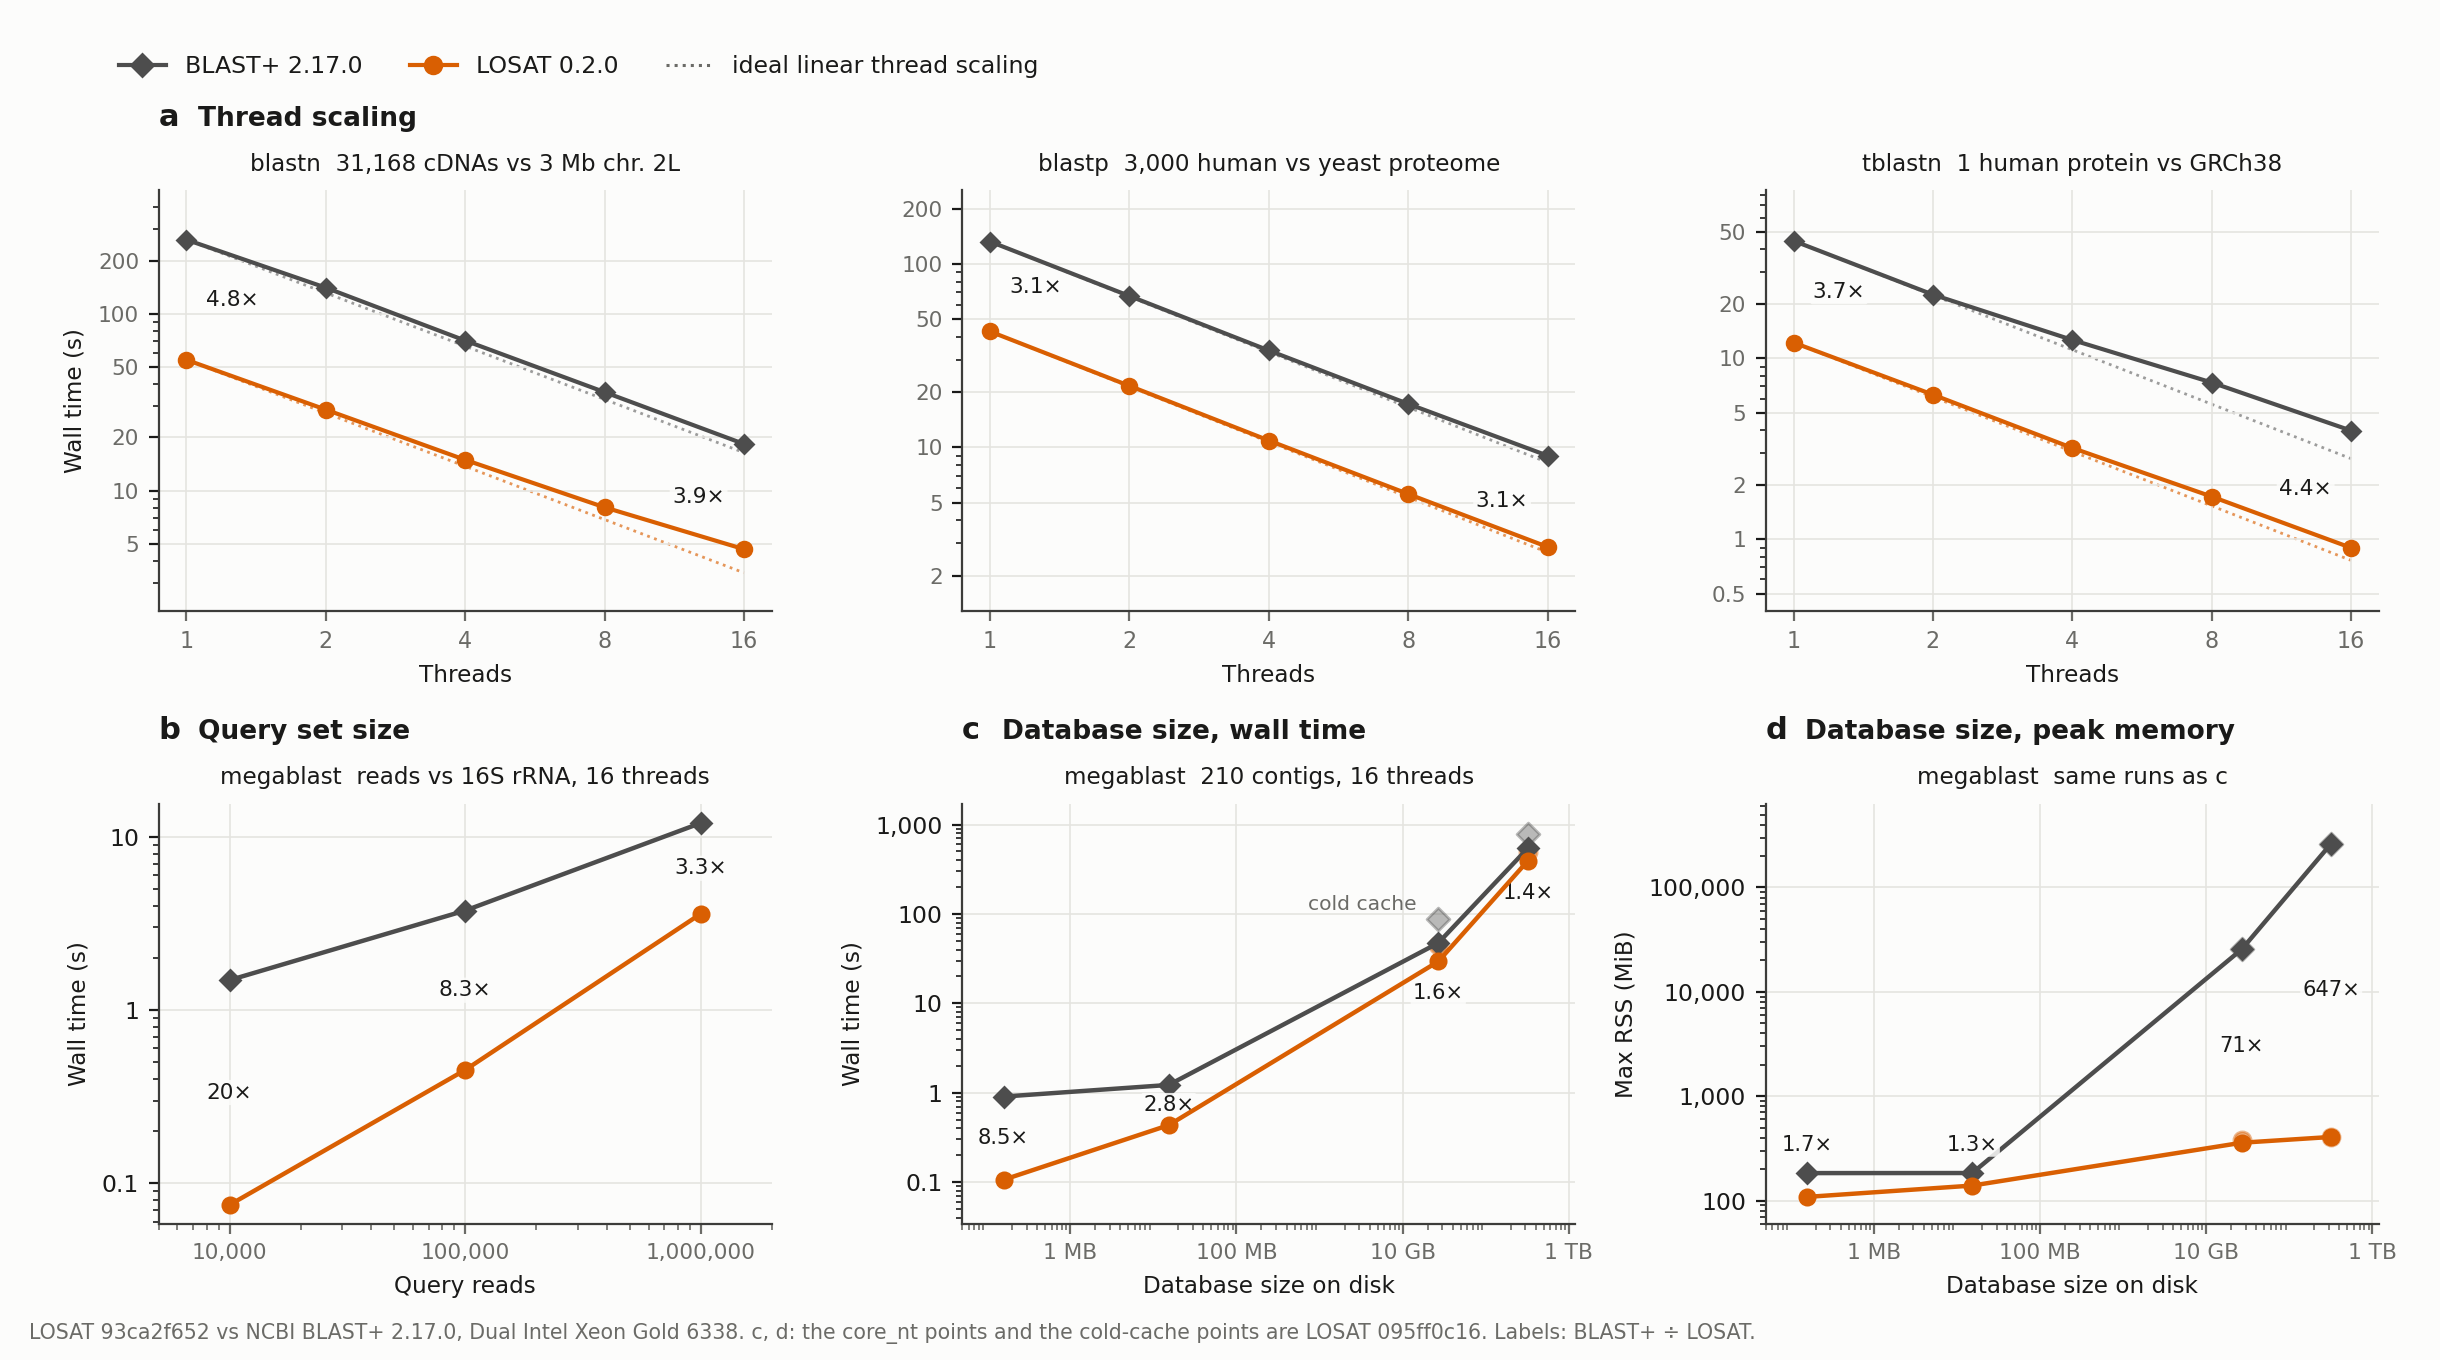 BLAST+ 2.17.0
LOSAT 0.2.0
ideal linear thread scaling
a Thread scaling
blastn 31,168 cDNAs vs 3 Mb chr. 2L
200
100
50
20
10
5
Wall time (s)
4.8×
3.9×
1
2
4
8
16
Threads
blastp 3,000 human vs yeast proteome
200
100
50
20
10
5
2
3.1×
3.1×
1
2
4
8
16
Threads
tblastn 1 human protein vs GRCh38
50
20
10
5
2
1
0.5
3.7×
4.4×
1
2
4
8
16
Threads
b Query set size
megablast reads vs 16S rRNA, 16 threads
10
1
0.1
Wall time (s)
20×
8.3×
3.3×
10,000
100,000
1,000,000
Query reads
c Database size, wall time
megablast 210 contigs, 16 threads
1,000
100
10
1
0.1
Wall time (s)
cold cache
8.5×
2.8×
1.6×
1.4×
1 MB
100 MB
10 GB
1 TB
Database size on disk
d Database size, peak memory
megablast same runs as c
100,000
10,000
1,000
100
Max RSS (MiB)
1.7×
1.3×
71×
647×
1 MB
100 MB
10 GB
1 TB
Database size on disk
LOSAT 93ca2f652 vs NCBI BLAST+ 2.17.0, Dual Intel Xeon Gold 6338. c, d: the core_nt points and the cold-cache points are LOSAT 095ff0c16. Labels: BLAST+ ÷ LOSAT.